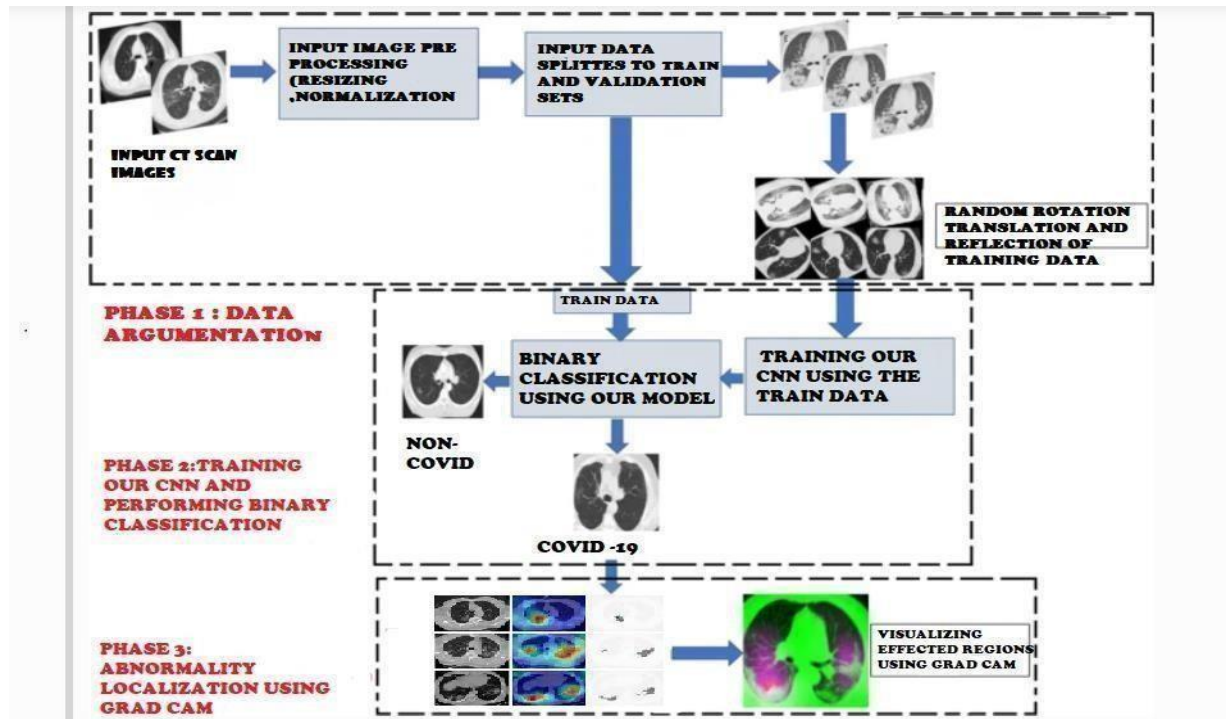 INPUT IMAGE PRE
PROCESSING
(RESIZING
,NORMALIZATION
INPUT DATA
SPLITTES TO TRAIN
AND VALIDATION
SETS
INPUT CT SCAN
IMAGES
RANDOM ROTATION
TRANSLATION AND
REFLECTION OF
TRAINING DATA
PHASE 1 : DATA
ARGUMENTATION
TRAIN DATA
BINARY
CLASSIFICATION
USING OUR MODEL
TRAINING OUR
CNN USING THE
TRAIN DATA
NON-
COVID
PHASE 2:TRAINING
OUR CNN AND
PERFORMING BINARY
CLASSIFICATION
COVID -19
PHASE 3:
ABNORMALITY
LOCALIZATION USING
GRAD CAM
VISUALIZING
EFFECTED REGIONS
USING GRAD CAM